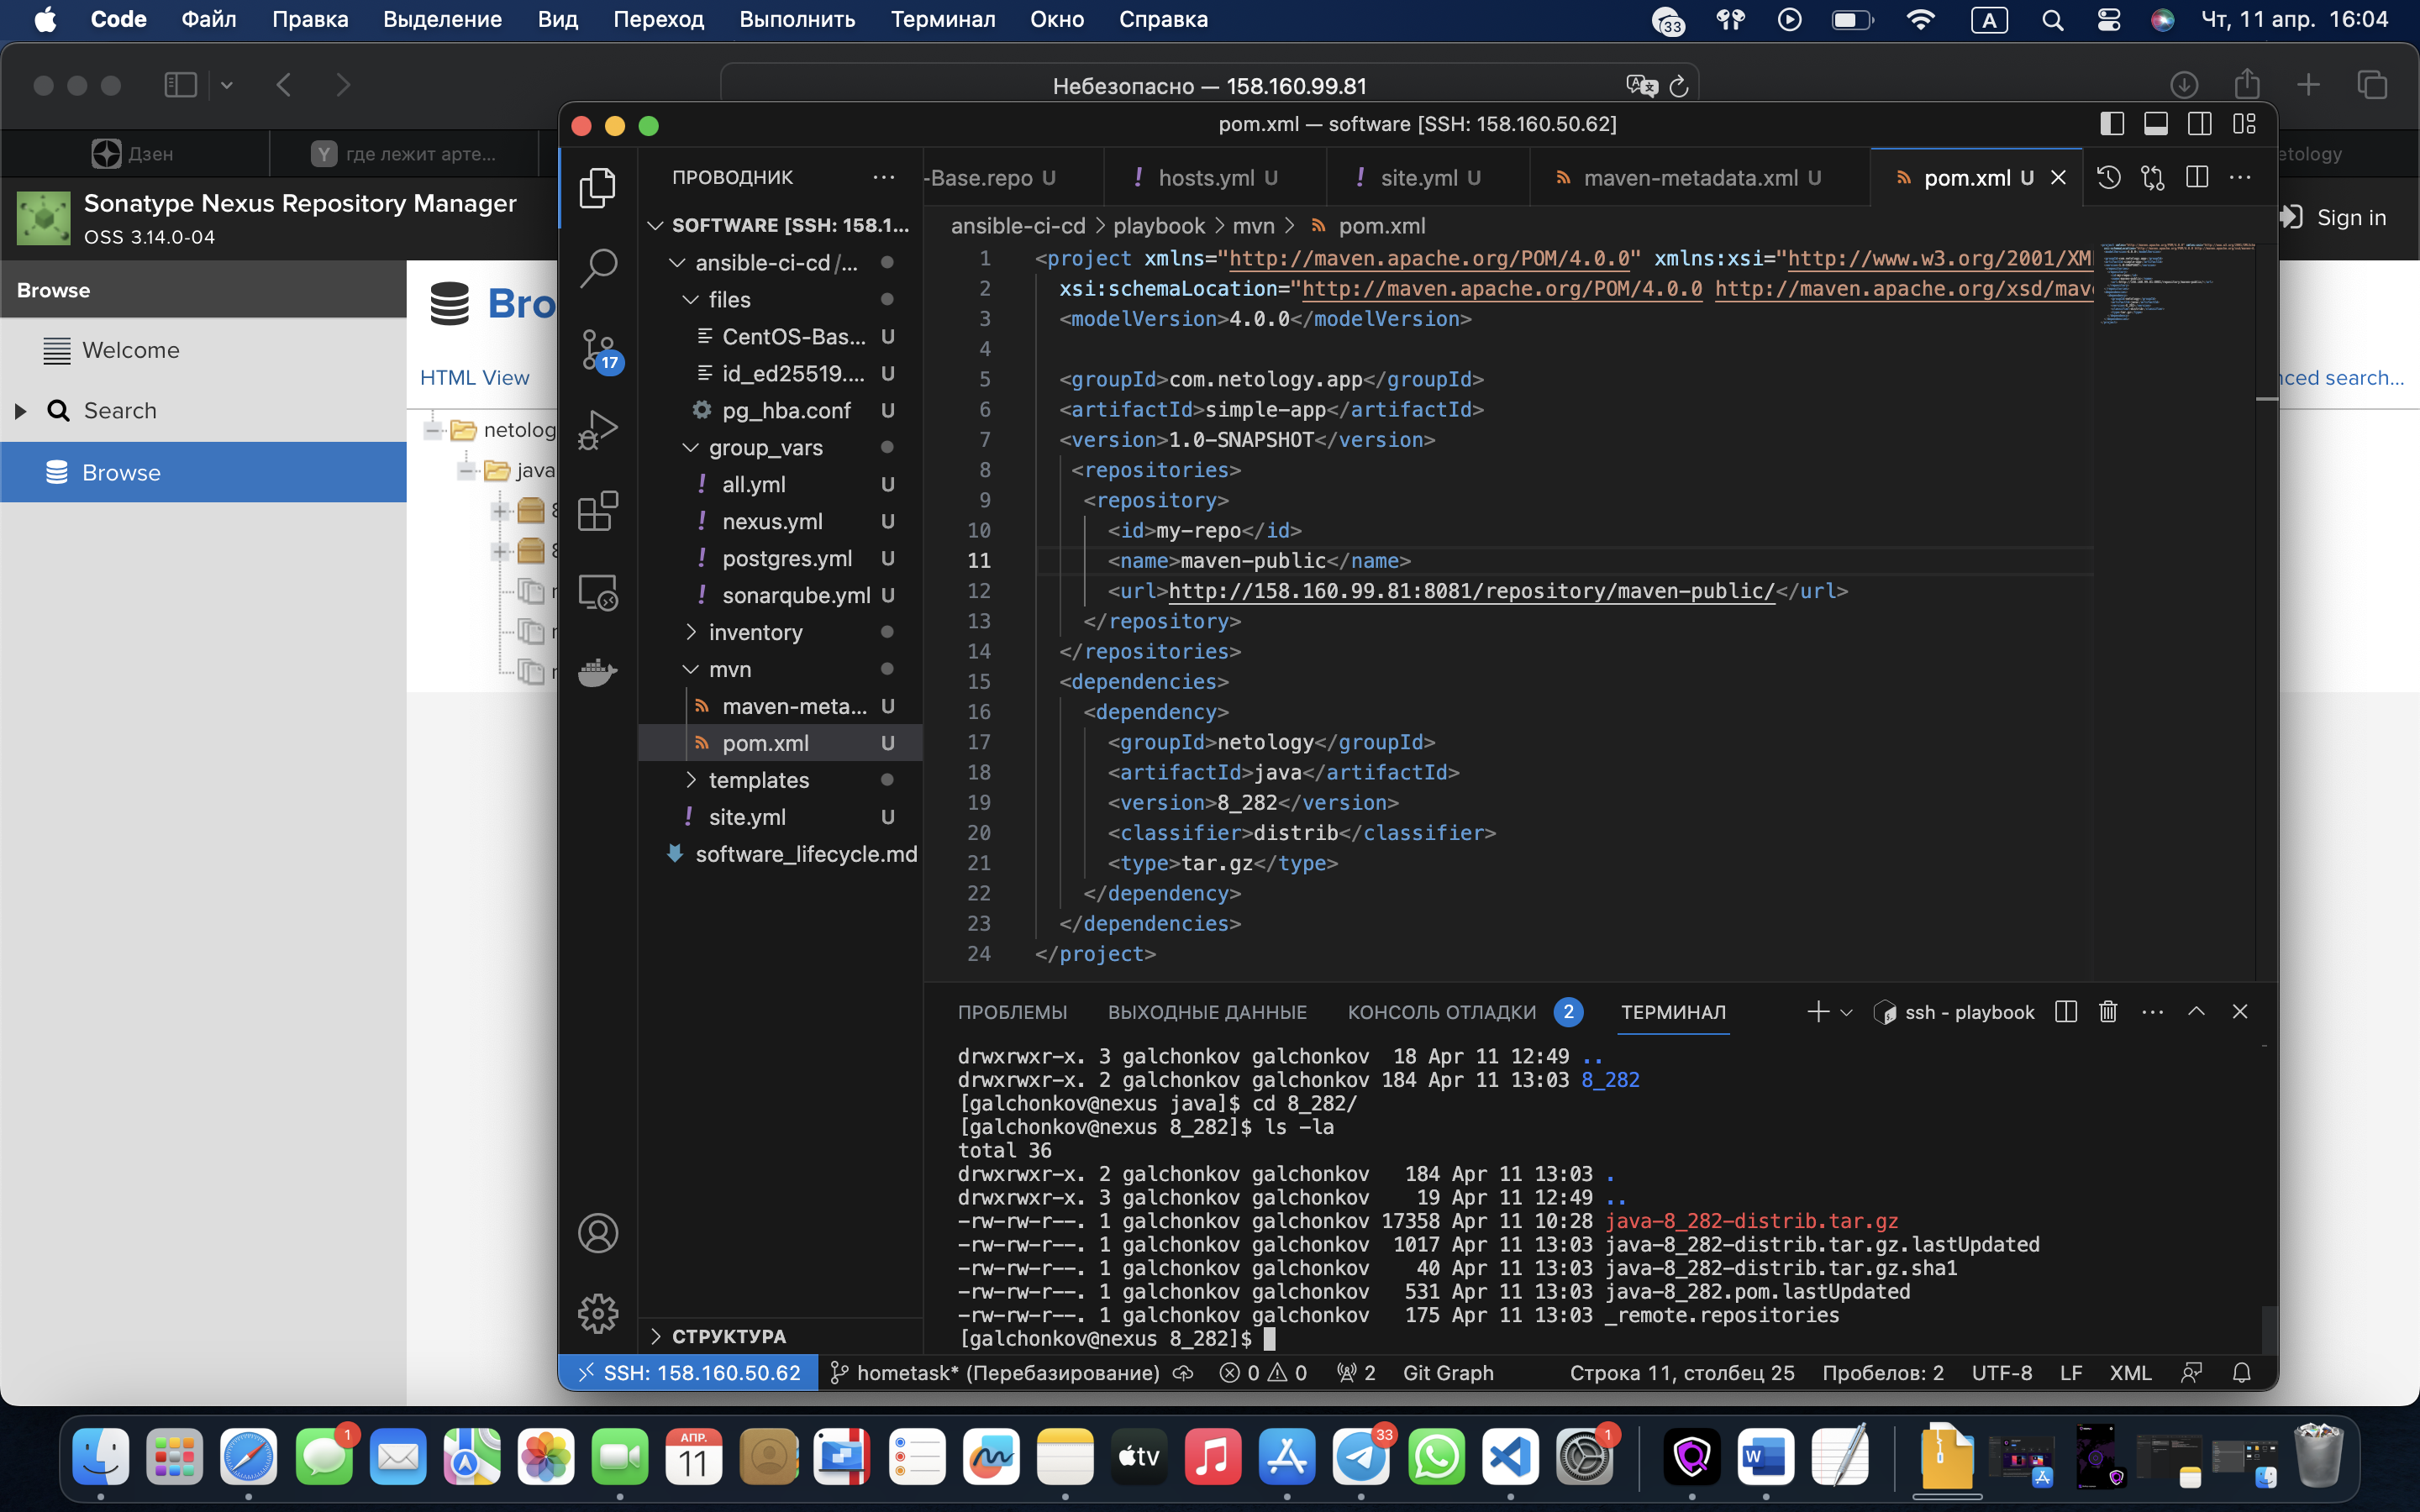 Code Файл Правка Выделение Вид Переход Выполнить Терминал Окно Справка
33
A
Чт, 11 апр. 16:04
Небезопасно — 158.160.99.81
Дзен
Y где лежит арте...
etology
Sonatype Nexus Repository Manager
OSS 3.14.0-04
Sign in
Browse
Welcome
Search
Browse
Bro
HTML View
nced search...
netolog
java
pom.xml — software [SSH: 158.160.50.62]
ПРОВОДНИК
SOFTWARE [SSH: 158.1...
ansible-ci-cd/...
files
CentOS-Bas... U
id_ed25519.... U
pg_hba.conf U
group_vars
! all.yml U
! nexus.yml U
! postgres.yml U
! sonarqube.yml U
inventory
mvn
maven-meta... U
pom.xml U
templates
! site.yml U
software_lifecycle.md
СТРУКТУРА
17
-Base.repo U
! hosts.yml U
! site.yml U
maven-metadata.xml U
pom.xml U
ansible-ci-cd > playbook > mvn > pom.xml
1 <project xmlns="http://maven.apache.org/POM/4.0.0" xmlns:xsi="http://www.w3.org/2001/XM
2 xsi:schemaLocation="http://maven.apache.org/POM/4.0.0 http://maven.apache.org/xsd/mav
3 <modelVersion>4.0.0</modelVersion>
4
5 <groupId>com.netology.app</groupId>
6 <artifactId>simple-app</artifactId>
7 <version>1.0-SNAPSHOT</version>
8 <repositories>
9 <repository>
10 <id>my-repo</id>
11 <name>maven-public</name>
12 <url>http://158.160.99.81:8081/repository/maven-public/</url>
13 </repository>
14 </repositories>
15 <dependencies>
16 <dependency>
17 <groupId>netology</groupId>
18 <artifactId>java</artifactId>
19 <version>8_282</version>
20 <classifier>distrib</classifier>
21 <type>tar.gz</type>
22 </dependency>
23 </dependencies>
24 </project>
ПРОБЛЕМЫ ВЫХОДНЫЕ ДАННЫЕ КОНСОЛЬ ОТЛАДКИ 2 ТЕРМИНАЛ
ssh - playbook
drwxrwxr-x. 3 galchonkov galchonkov 18 Apr 11 12:49 ..
drwxrwxr-x. 2 galchonkov galchonkov 184 Apr 11 13:03 8_282
[galchonkov@nexus java]$ cd 8_282/
[galchonkov@nexus 8_282]$ ls -la
total 36
drwxrwxr-x. 2 galchonkov galchonkov 184 Apr 11 13:03 .
drwxrwxr-x. 3 galchonkov galchonkov 19 Apr 11 12:49 ..
-rw-rw-r--. 1 galchonkov galchonkov 17358 Apr 11 10:28 java-8_282-distrib.tar.gz
-rw-rw-r--. 1 galchonkov galchonkov 1017 Apr 11 13:03 java-8_282-distrib.tar.gz.lastUpdated
-rw-rw-r--. 1 galchonkov galchonkov 40 Apr 11 13:03 java-8_282-distrib.tar.gz.sha1
-rw-rw-r--. 1 galchonkov galchonkov 531 Apr 11 13:03 java-8_282.pom.lastUpdated
-rw-rw-r--. 1 galchonkov galchonkov 175 Apr 11 13:03 _remote.repositories
[galchonkov@nexus 8_282]$
SSH: 158.160.50.62 hometask* (Перебазирование) 0 0 2 Git Graph Строка 11, столбец 25 Пробелов: 2 UTF-8 LF XML
1
АПР.
11
tv
33
W
1